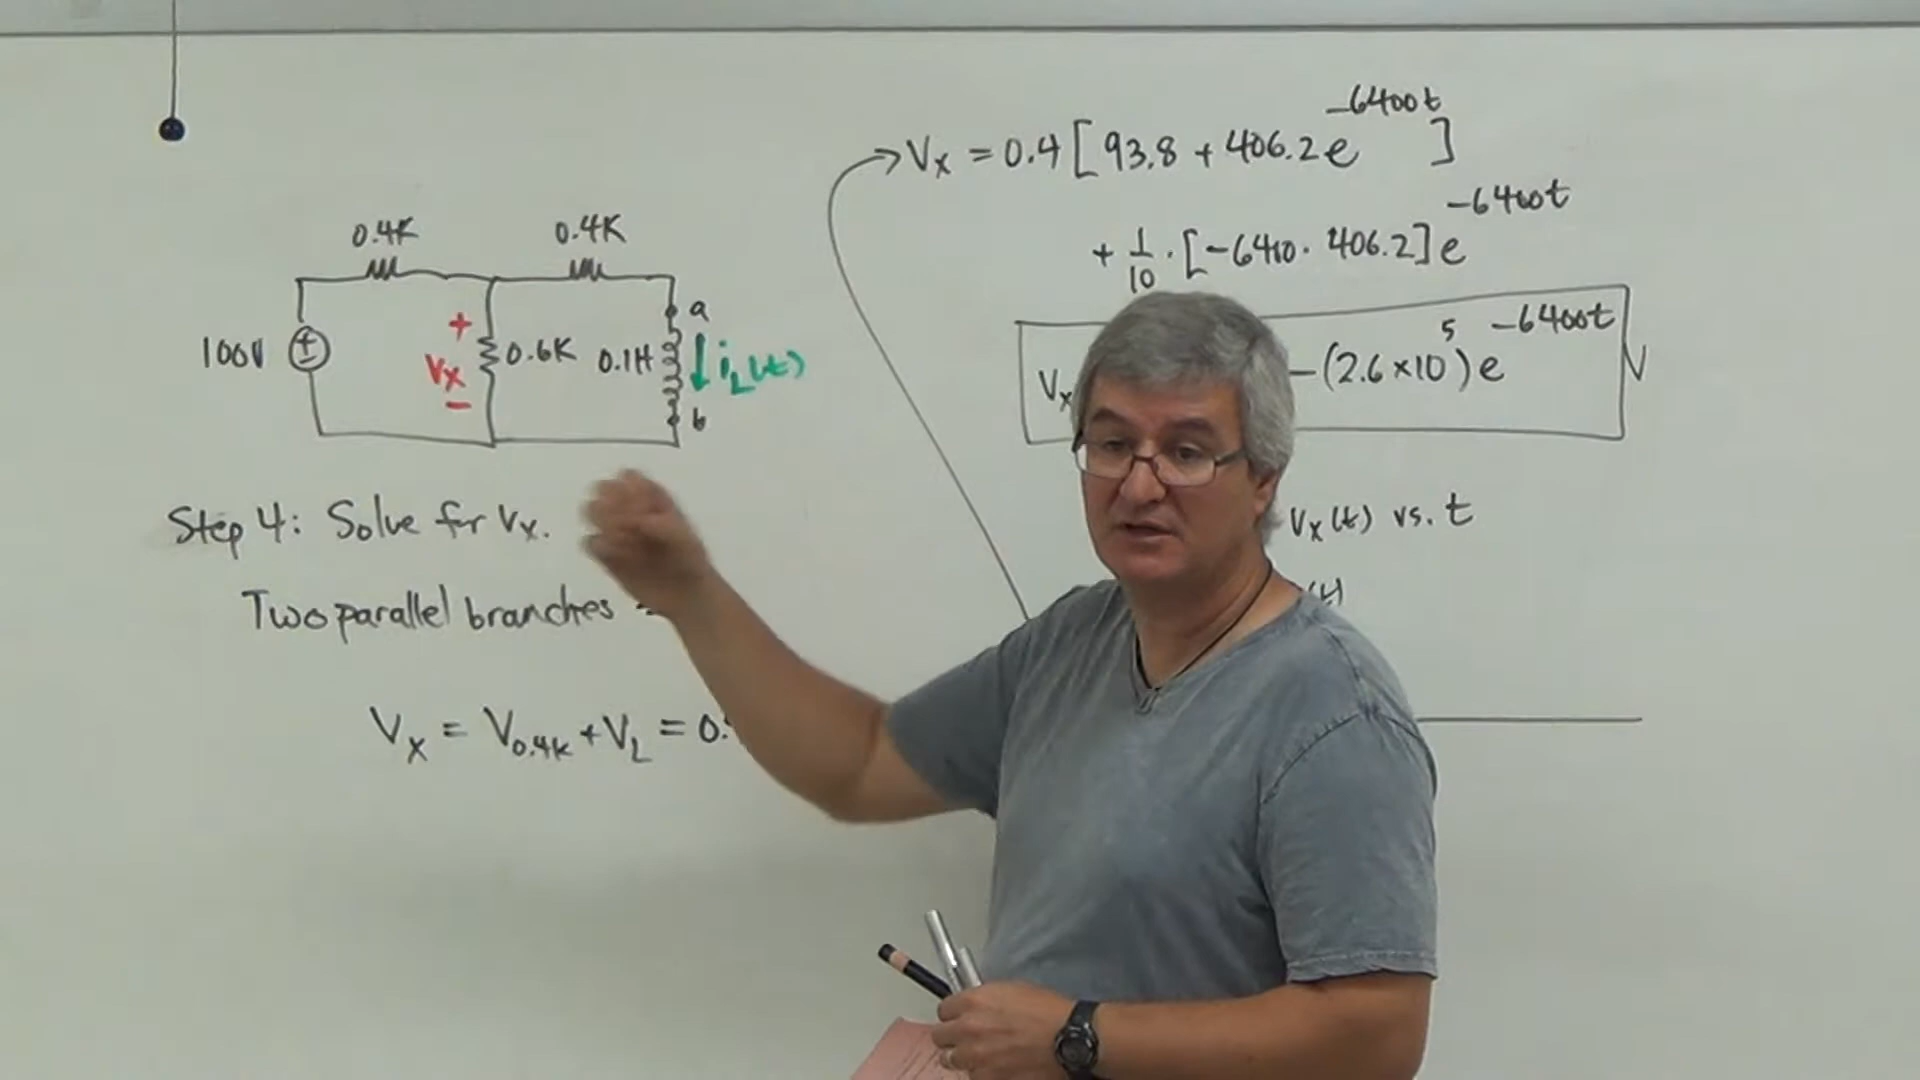 0.4K 0.4K
100V + Vx - 0.6K 0.1H a b iL(t)
Step 4: Solve for Vx.
Two parallel branches
Vx = V0.4K + VL = 0.
Vx = 0.4 [ 93.8 + 406.2 e^-6400t ]
+ 1/10 · [-6400 · 406.2] e^-6400t
Vx - (2.6 × 10^5) e^-6400t V
Vx(t) vs. t
(t)